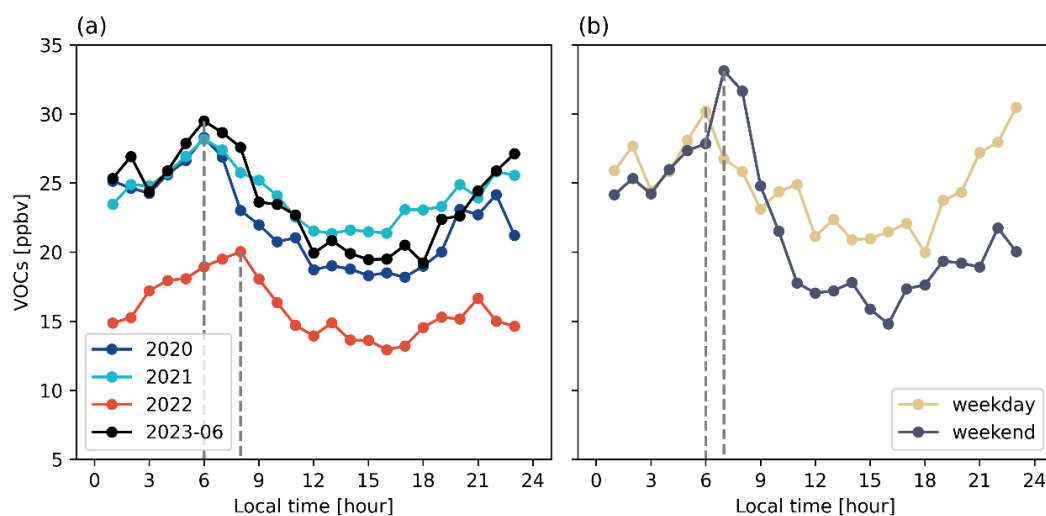 (a)
(b)
VOCs [ppbv]
35
30
25
20
15
10
5
2020
2021
2022
2023-06
weekday
weekend
0 3 6 9 12 15 18 21 24
0 3 6 9 12 15 18 21 24
Local time [hour]
Local time [hour]